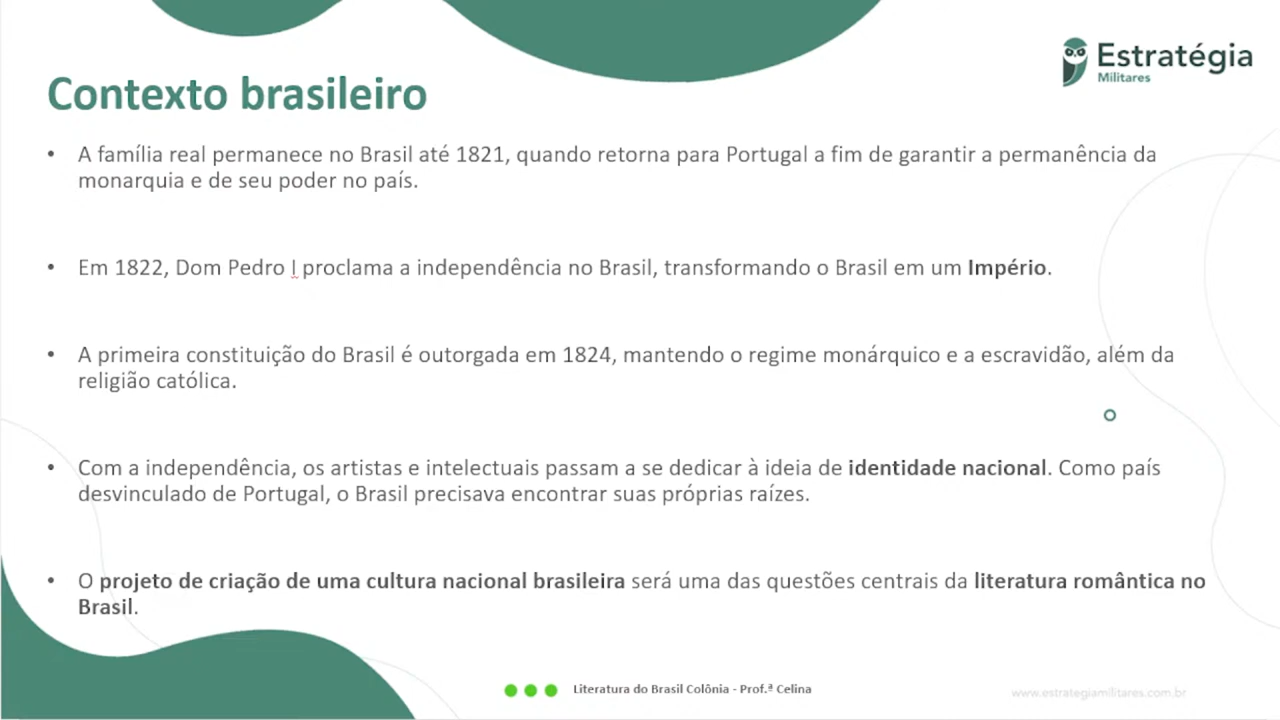 Estratégia
Militares
Contexto brasileiro
• A família real permanece no Brasil até 1821, quando retorna para Portugal a fim de garantir a permanência da
monarquia e de seu poder no país.
• Em 1822, Dom Pedro I proclama a independência no Brasil, transformando o Brasil em um Império.
• A primeira constituição do Brasil é outorgada em 1824, mantendo o regime monárquico e a escravidão, além da
religião católica.
• Com a independência, os artistas e intelectuais passam a se dedicar à ideia de identidade nacional. Como país
desvinculado de Portugal, o Brasil precisava encontrar suas próprias raízes.
• O projeto de criação de uma cultura nacional brasileira será uma das questões centrais da literatura romântica no
Brasil.
Literatura do Brasil Colônia - Prof.ª Celina
www.estrategiamilitares.com.br